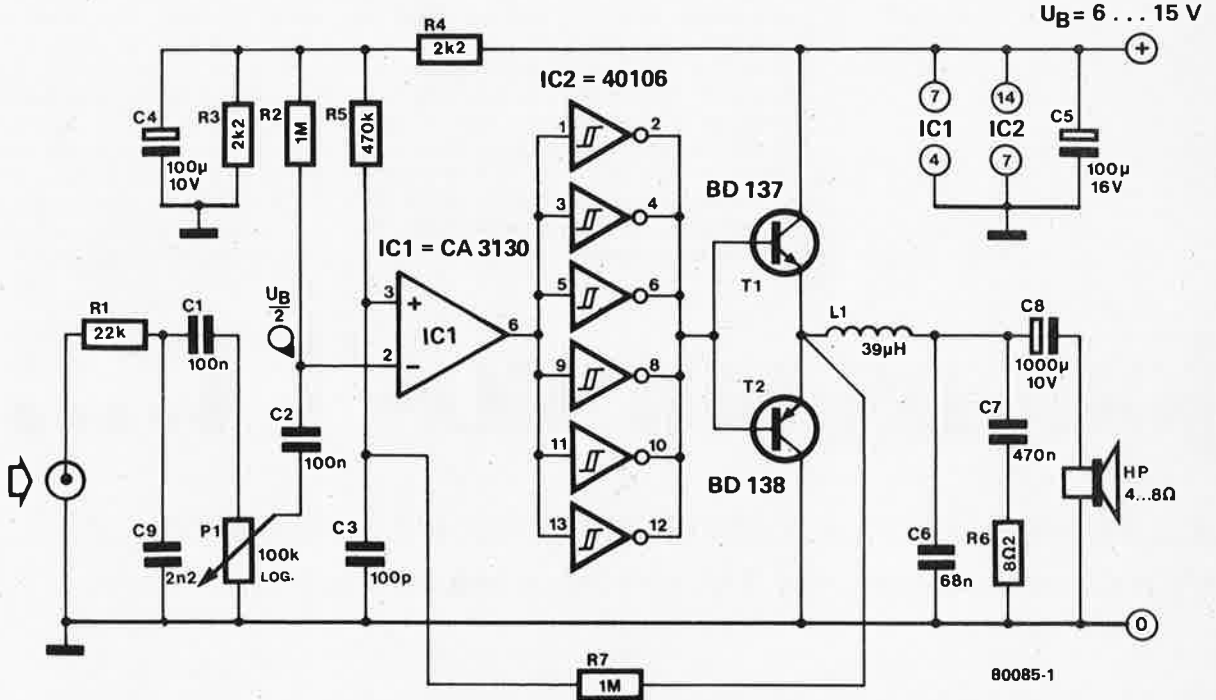 U_B = 6 ... 15 V
R4
2k2
+
IC2 = 40106
C4
100µ
10V
R3
2k2
R2
1M
R5
470k
1
2
7
IC1
4
14
IC2
7
C5
100µ
16V
3
4
BD 137
IC1 = CA 3130
U_B
2
5
6
T1
R1
22k
C1
100n
3
+
IC1
6
2
−
L1
39µH
C8
1000µ
10V
9
8
T2
C2
100n
C7
470n
11
10
BD 138
HP
4...8Ω
13
12
C9
2n2
P1
100k
LOG.
C3
100p
C6
68n
R6
8Ω2
0
R7
1M
80085-1